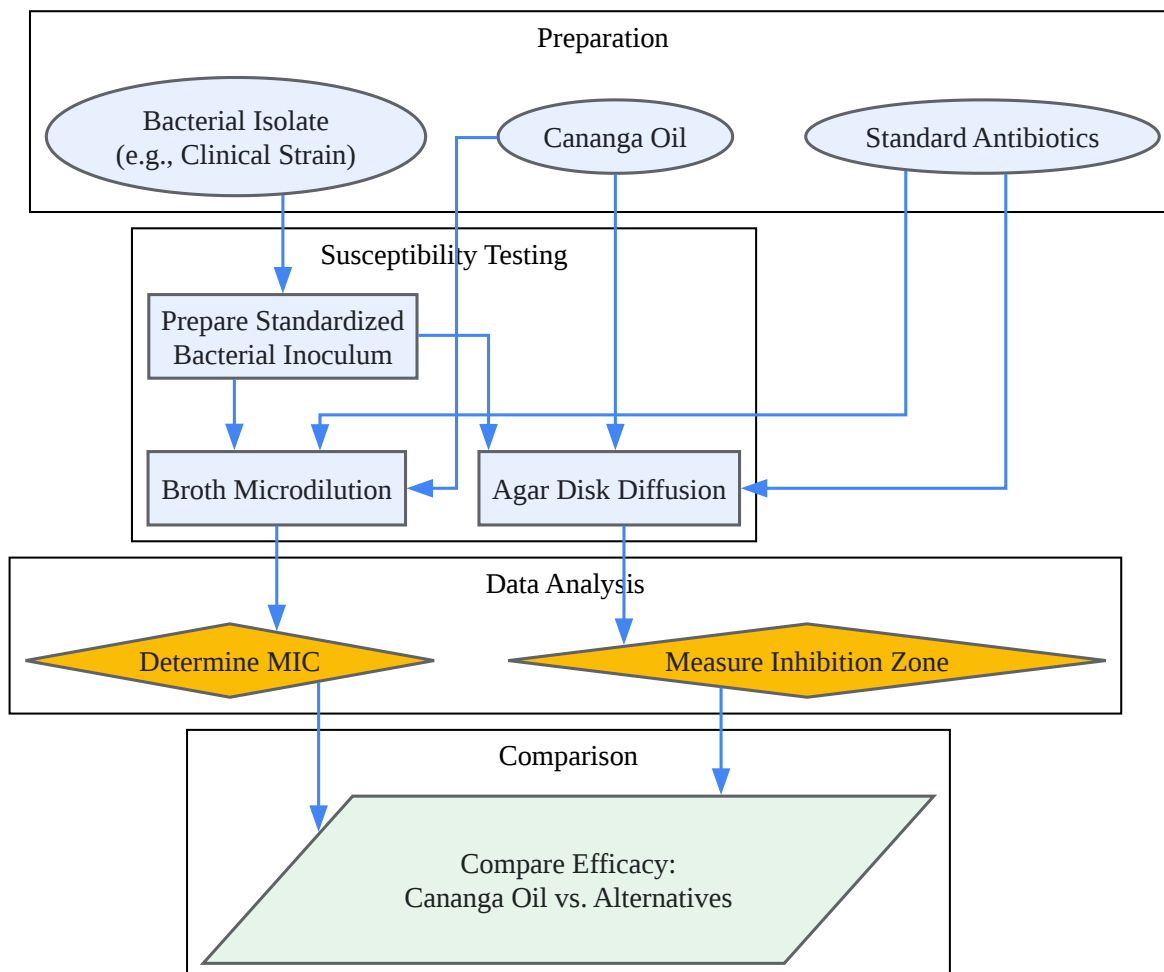 Preparation
Bacterial Isolate
(e.g., Clinical Strain)
Cananga Oil
Standard Antibiotics
Susceptibility Testing
Prepare Standardized
Bacterial Inoculum
Broth Microdilution
Agar Disk Diffusion
Data Analysis
Determine MIC
Measure Inhibition Zone
Comparison
Compare Efficacy:
Cananga Oil vs. Alternatives